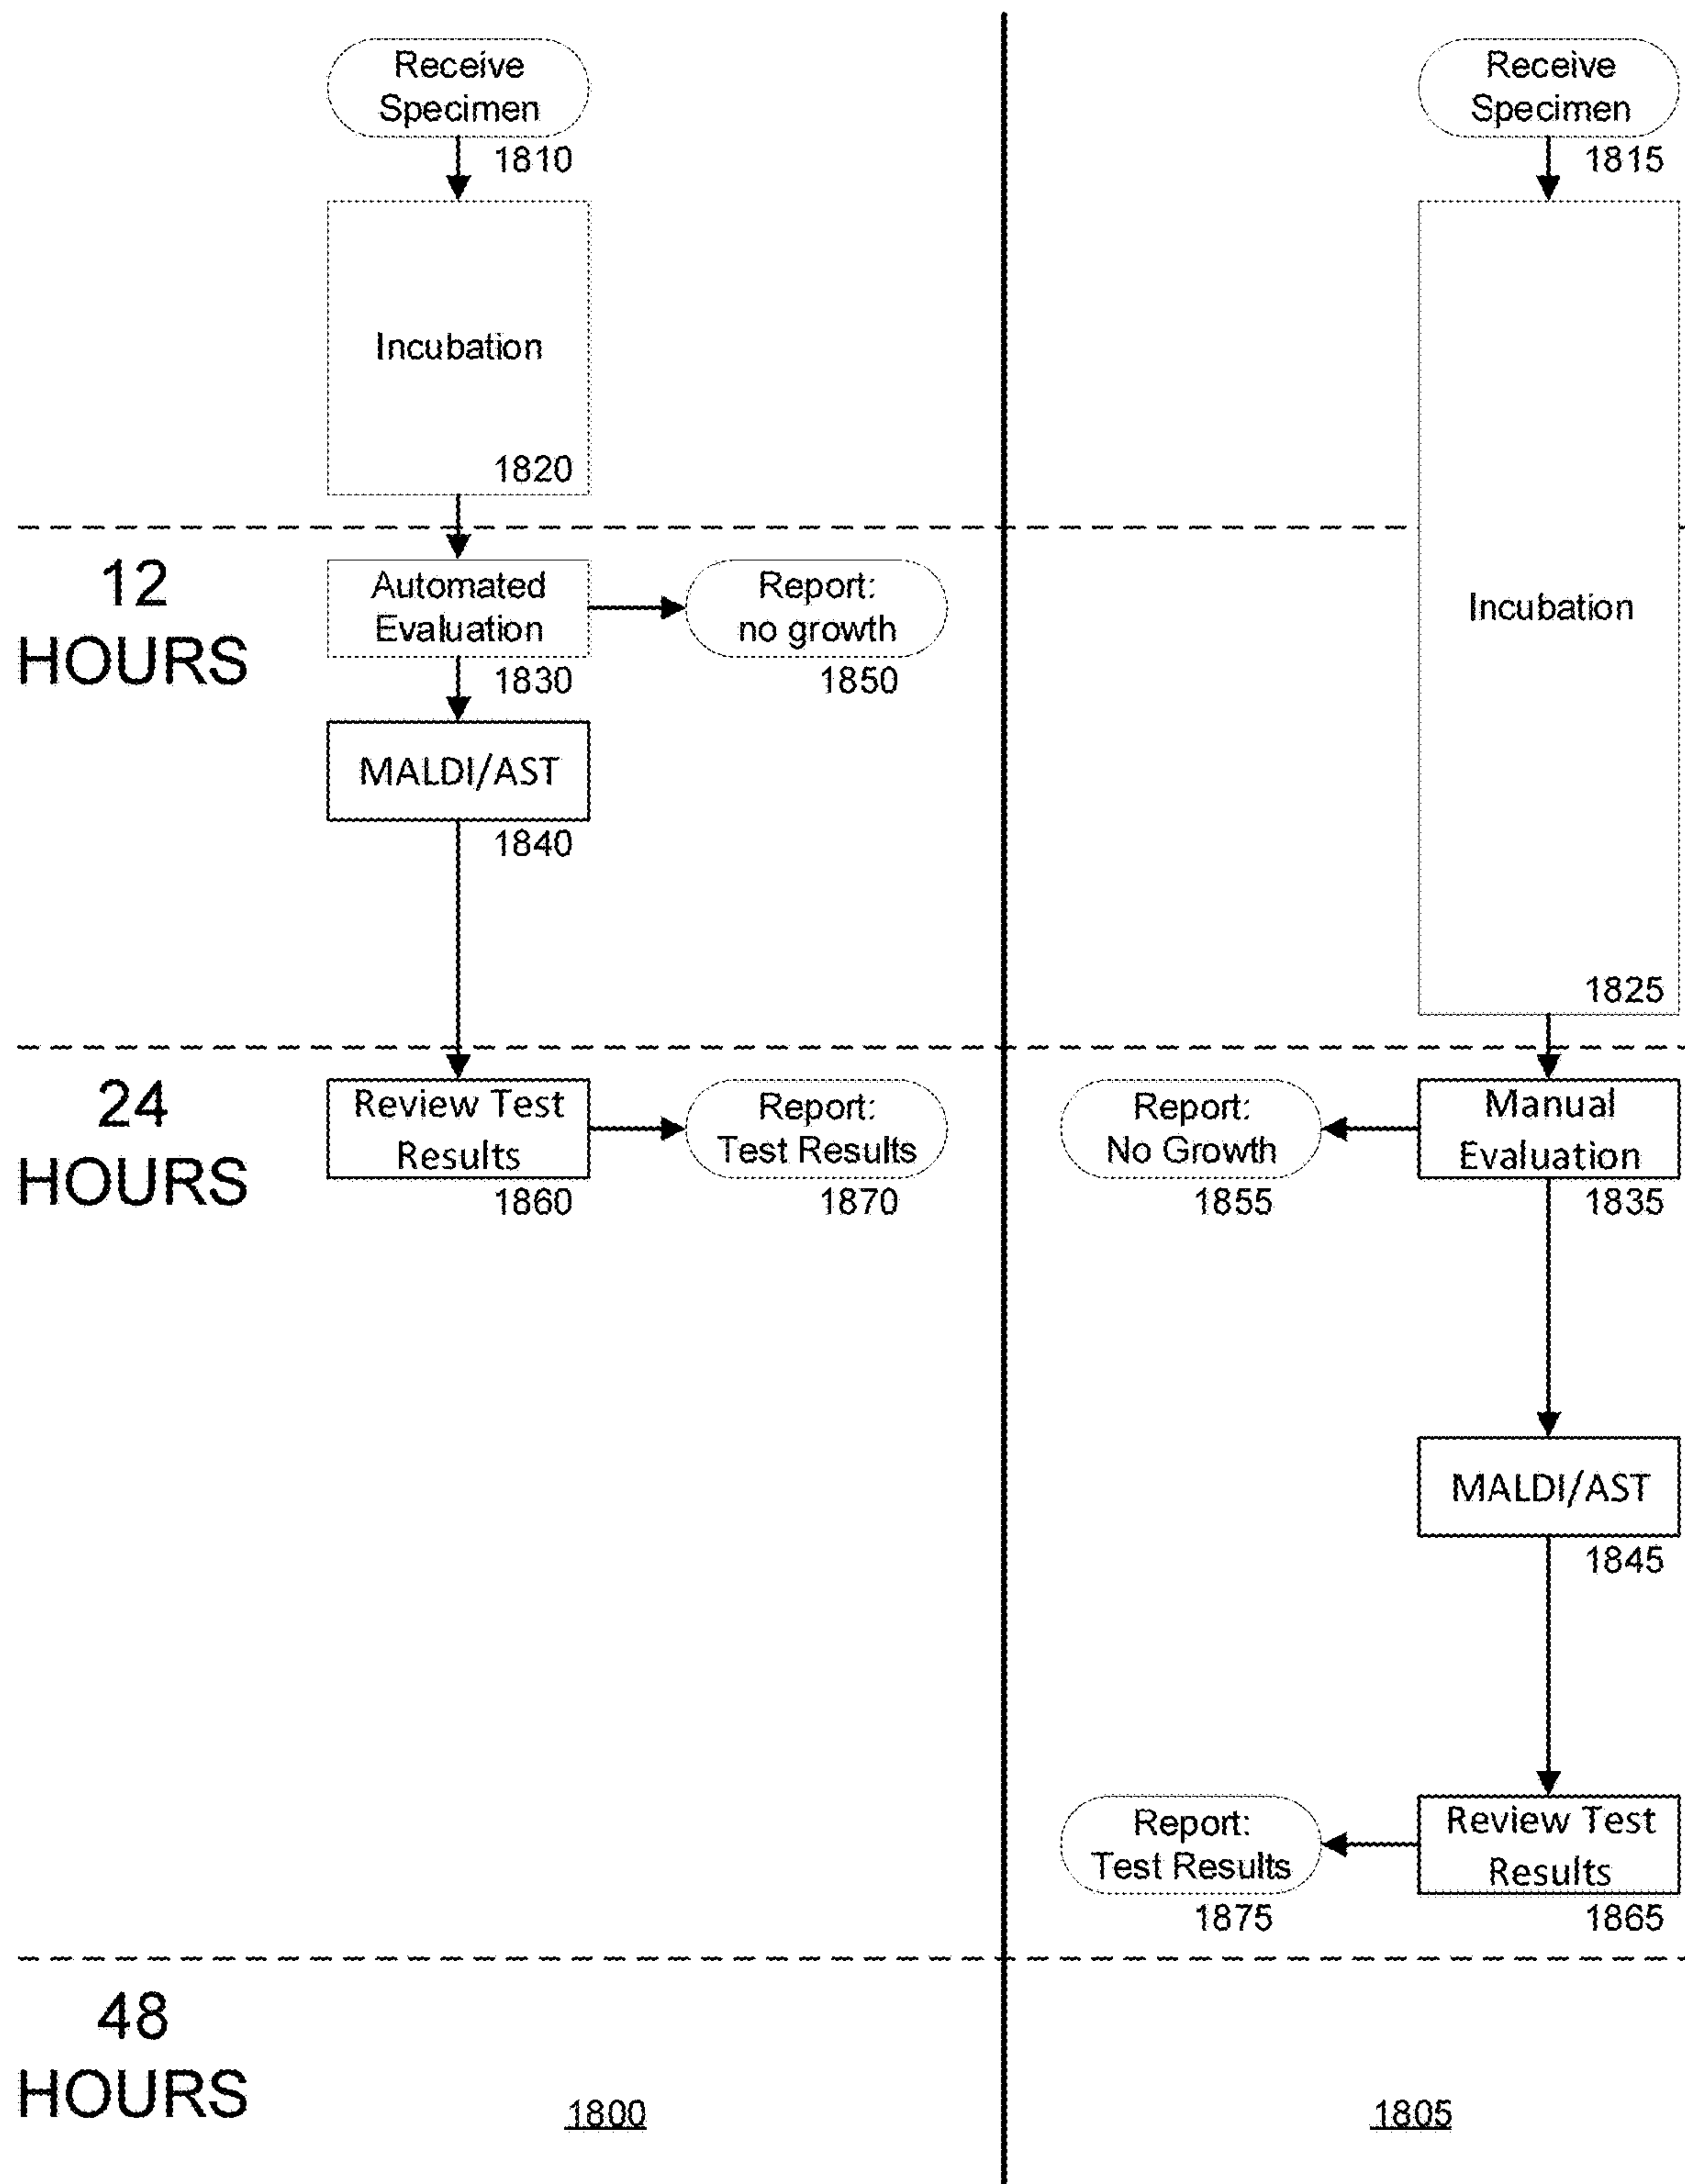 Receive
Specimen
1810
Incubation
1820
12
HOURS
Automated
Evaluation
1830
Report:
no growth
1850
MALDI/AST
1840
24
HOURS
Review Test
Results
1860
Report:
Test Results
1870
48
HOURS
1800
Receive
Specimen
1815
Incubation
1825
Manual
Evaluation
1835
Report:
No Growth
1855
MALDI/AST
1845
Review Test
Results
1865
Report:
Test Results
1875
1805